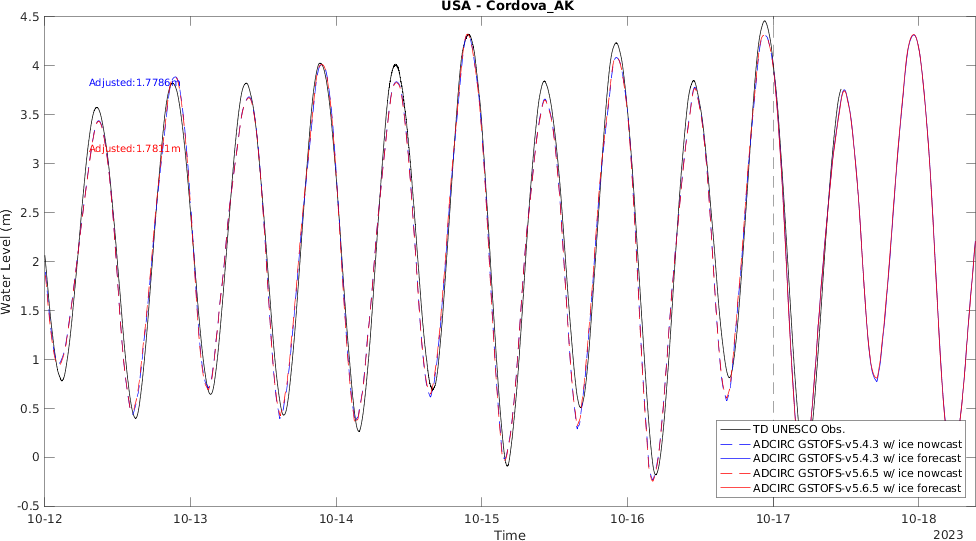 USA - Cordova_AK
4.5
4
3.5
3
2.5
2
1.5
1
0.5
0
-0.5
Water Level (m)
Adjusted:1.7786m
Adjusted:1.7811m
TD UNESCO Obs.
ADCIRC GSTOFS-v5.4.3 w/ ice nowcast
ADCIRC GSTOFS-v5.4.3 w/ ice forecast
ADCIRC GSTOFS-v5.6.5 w/ ice nowcast
ADCIRC GSTOFS-v5.6.5 w/ ice forecast
10-12 10-13 10-14 10-15 10-16 10-17 10-18
Time
2023